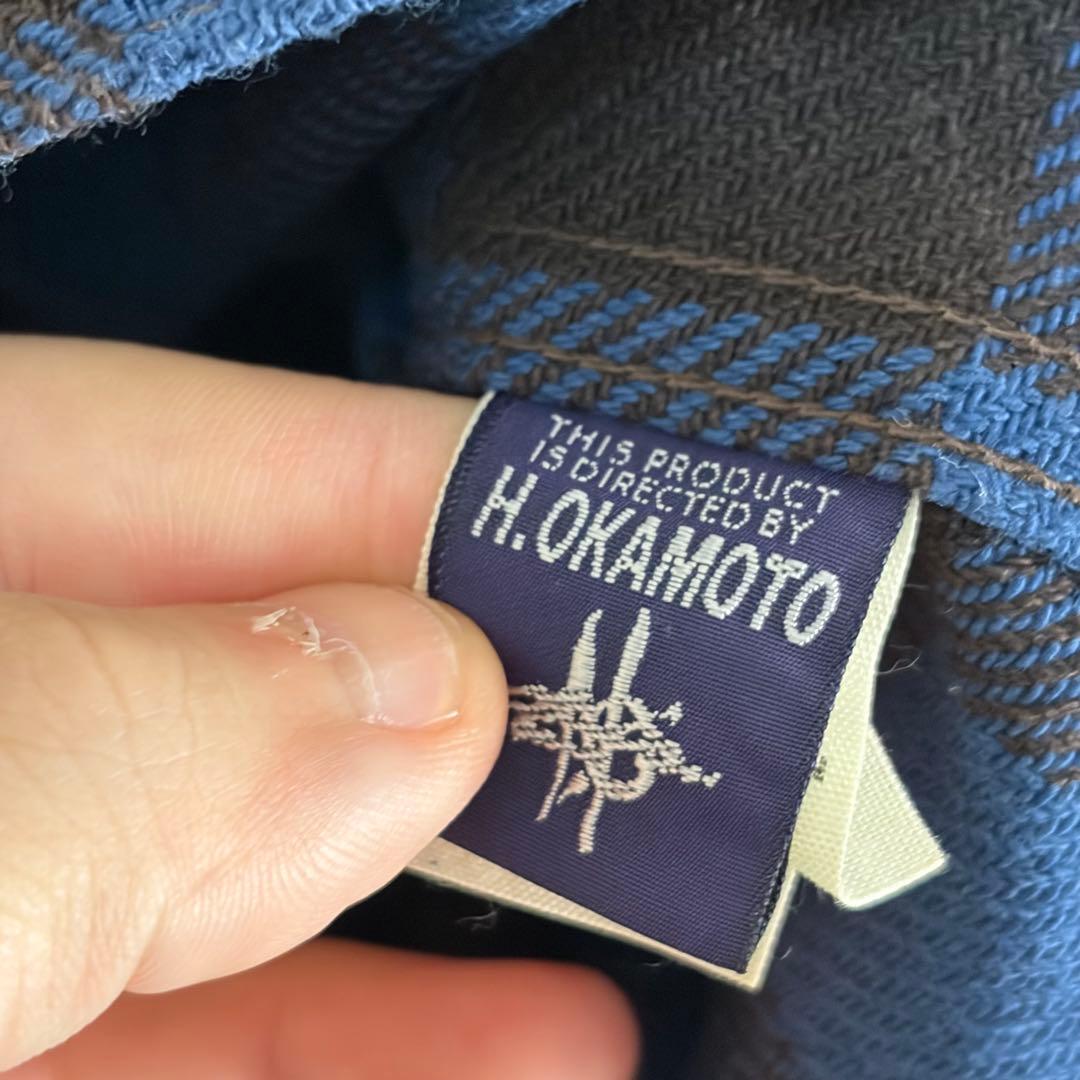 THIS PRODUCT
IS DIRECTED BY
H.OKAMOTO